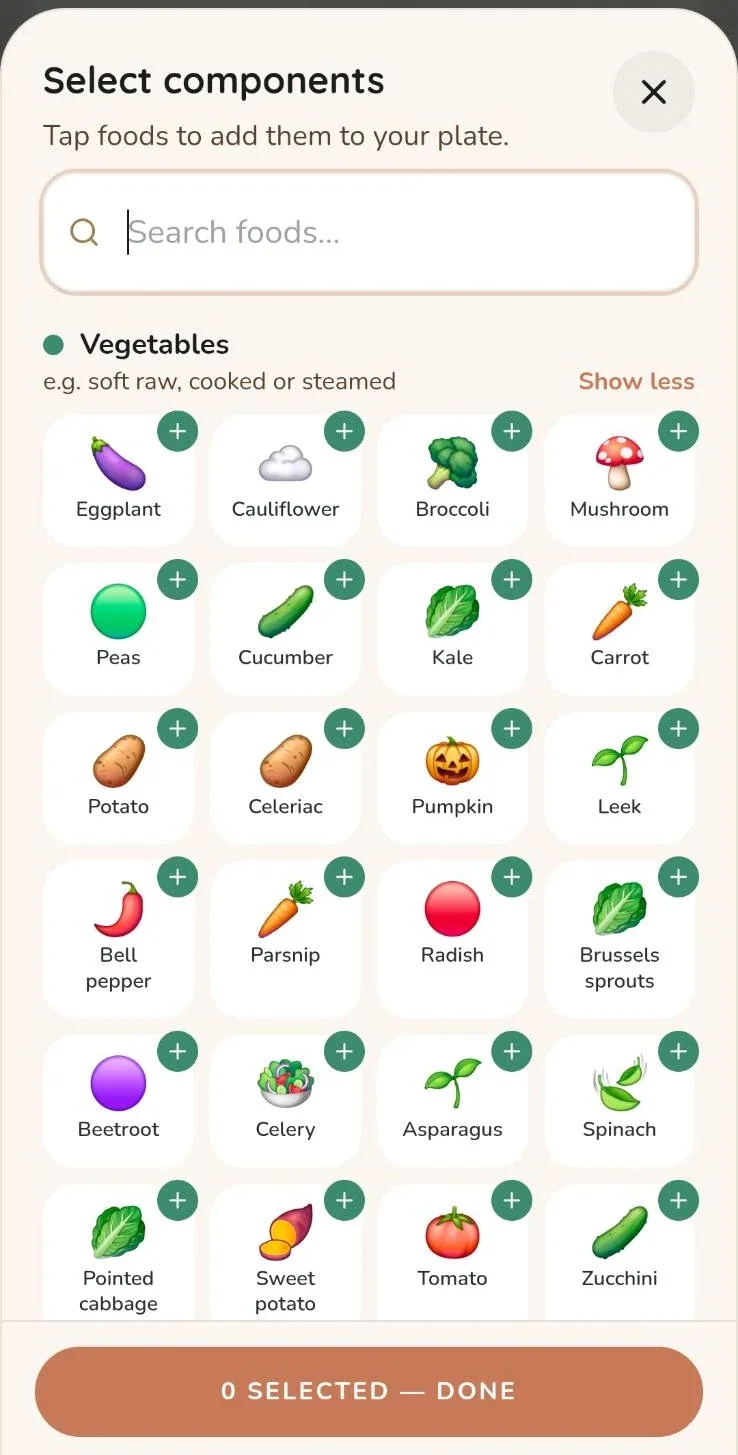 Select components
Tap foods to add them to your plate.
Search foods...
Vegetables
e.g. soft raw, cooked or steamed
Show less
Eggplant
Cauliflower
Broccoli
Mushroom
Peas
Cucumber
Kale
Carrot
Potato
Celeriac
Pumpkin
Leek
Bell
pepper
Parsnip
Radish
Brussels
sprouts
Beetroot
Celery
Asparagus
Spinach
Pointed
cabbage
Sweet
potato
Tomato
Zucchini
0 SELECTED — DONE